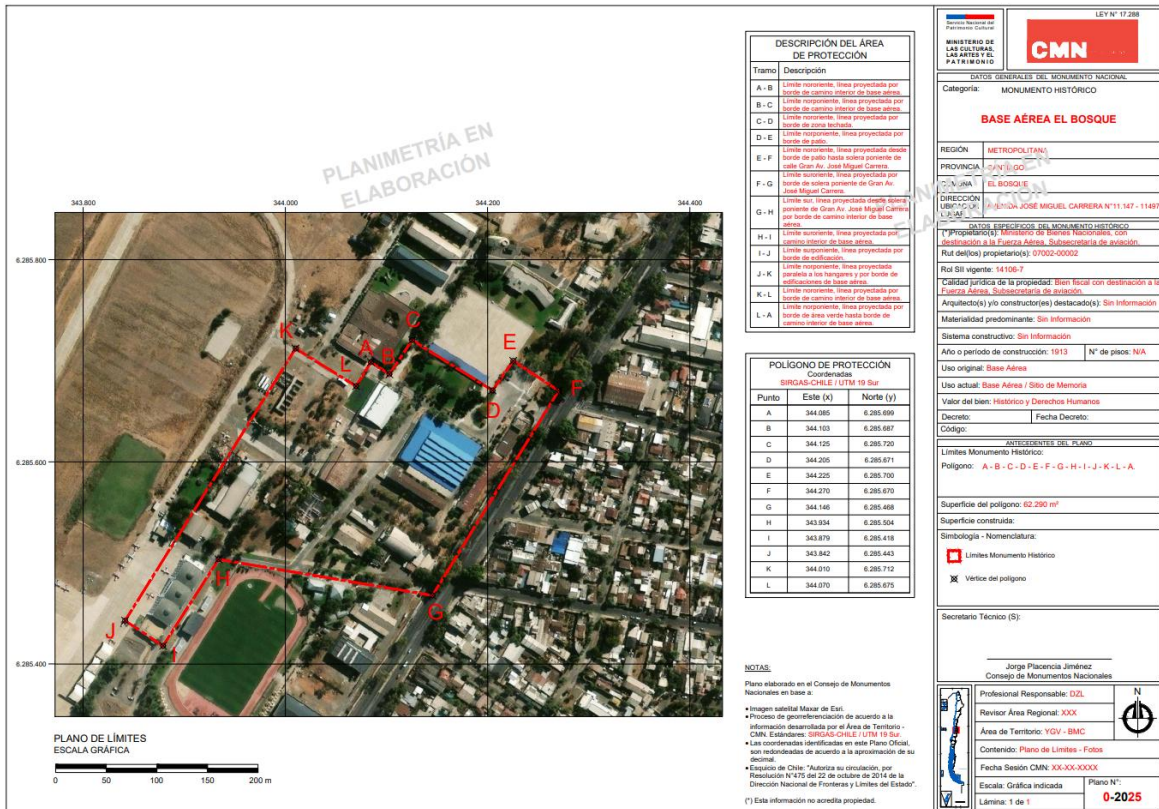 PLANIMETRÍA EN
ELABORACIÓN
343.800
344.000
344.200
344.400
6.285.800
6.285.600
6.285.400
A
B
C
D
E
F
G
H
I
J
K
L
PLANO DE LÍMITES
ESCALA GRÁFICA
0 50 100 150 200 m
DESCRIPCIÓN DEL ÁREA
DE PROTECCIÓN
Tramo Descripción
A - B Límite nororiente, línea proyectada por
borde de camino interior de base aérea.
B - C Límite norponiente, línea proyectada por
borde de camino interior de base aérea.
C - D Límite nororiente, línea proyectada por
borde de zona techada.
D - E Límite norponiente, línea proyectada por
borde de patio.
E - F Límite nororiente, línea proyectada desde
borde de patio hasta solera poniente de
calle Gran Av. José Miguel Carrera.
F - G Límite suroriente, línea proyectada por
borde de solera poniente de Gran Av.
José Miguel Carrera.
G - H Límite sur, línea proyectada desde solera
poniente de Gran Av. José Miguel Carrera
por borde de camino interior de base
aérea.
H - I Límite suroriente, línea proyectada por
camino interior de base aérea.
I - J Límite surponiente, línea proyectada por
borde de edificación.
J - K Límite norponiente, línea proyectada
paralela a los hangares y por borde de
edificaciones de base aérea.
K - L Límite nororiente, línea proyectada por
borde de camino interior de base aérea.
L - A Límite norponiente, línea proyectada por
borde de área verde hasta borde de
camino interior de base aérea.
POLÍGONO DE PROTECCIÓN
Coordenadas
SIRGAS-CHILE / UTM 19 Sur
Punto Este (x) Norte (y)
A 344.085 6.285.699
B 344.103 6.285.687
C 344.125 6.285.720
D 344.205 6.285.671
E 344.225 6.285.700
F 344.270 6.285.670
G 344.146 6.285.468
H 343.934 6.285.504
I 343.879 6.285.418
J 343.842 6.285.443
K 344.010 6.285.712
L 344.070 6.285.675
NOTAS:
Plano elaborado en el Consejo de Monumentos
Nacionales en base a:
• Imagen satelital Maxar de Esri.
• Proceso de georreferenciación de acuerdo a la
información desarrollada por el Área de Territorio -
CMN. Estándares: SIRGAS-CHILE / UTM 19 Sur.
• Las coordenadas identificadas en este Plano Oficial,
son redondeadas de acuerdo a la aproximación de su
decimal.
• Esquicio de Chile: "Autoriza su circulación, por
Resolución N°475 del 22 de octubre de 2014 de la
Dirección Nacional de Fronteras y Límites del Estado".
(*) Esta información no acredita propiedad.
Servicio Nacional del
Patrimonio Cultural
MINISTERIO DE
LAS CULTURAS,
LAS ARTES Y EL
PATRIMONIO
LEY N° 17.288
CMN
DATOS GENERALES DEL MONUMENTO NACIONAL
Categoría: MONUMENTO HISTÓRICO
BASE AÉREA EL BOSQUE
REGIÓN METROPOLITANA
PROVINCIA SANTIAGO
COMUNA EL BOSQUE
DIRECCIÓN
AVENIDA JOSÉ MIGUEL CARRERA N°11.147 - 11497
PLANIMETRÍA EN
ELABORACIÓN
DATOS ESPECÍFICOS DEL MONUMENTO HISTÓRICO
(*)Propietario(s): Ministerio de Bienes Nacionales, con
destinación a la Fuerza Aérea, Subsecretaría de aviación.
Rut del(los) propietario(s): 07002-00002
Rol SII vigente: 14106-7
Calidad jurídica de la propiedad: Bien fiscal con destinación a la
Fuerza Aérea, Subsecretaría de aviación.
Arquitecto(s) y/o constructor(es) destacado(s): Sin Información
Materialidad predominante: Sin Información
Sistema constructivo: Sin Información
Año o período de construcción: 1913 N° de pisos: N/A
Uso original: Base Aérea
Uso actual: Base Aérea / Sitio de Memoria
Valor del bien: Histórico y Derechos Humanos
Decreto: Fecha Decreto:
Código:
ANTECEDENTES DEL PLANO
Límites Monumento Histórico:
Polígono: A - B - C - D - E - F - G - H - I - J - K - L - A.
Superficie del polígono: 62.290 m²
Superficie construida:
Simbología - Nomenclatura:
Límites Monumento Histórico
Vértice del polígono
Secretario Técnico (S):
Jorge Placencia Jiménez
Consejo de Monumentos Nacionales
Profesional Responsable: DZL
Revisor Área Regional: XXX
Área de Territorio: YGV - BMC
Contenido: Plano de Límites - Fotos
Fecha Sesión CMN: XX-XX-XXXX
Escala: Gráfica indicada
Lámina: 1 de 1
N
Plano N°:
0-2025